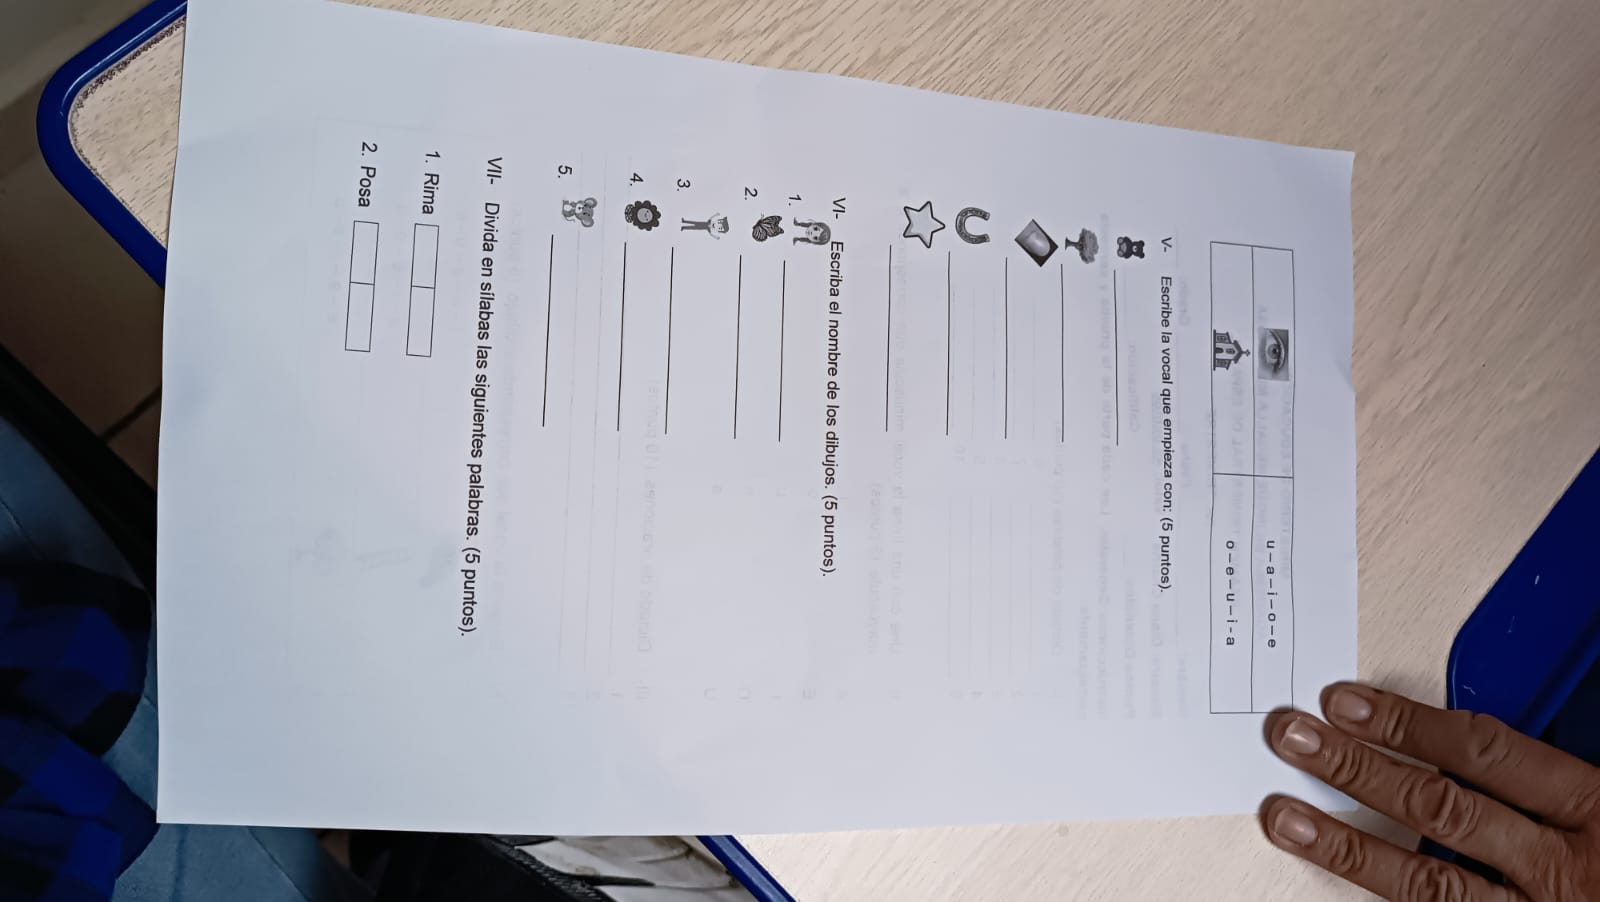 u – a – i – o – e
o – e – u – i - a
V- Escribe la vocal que empieza con: (5 puntos).
VI- Escriba el nombre de los dibujos. (5 puntos).
1.
2.
3.
4.
5.
VII- Divida en sílabas las siguientes palabras. (5 puntos).
1. Rima
2. Posa